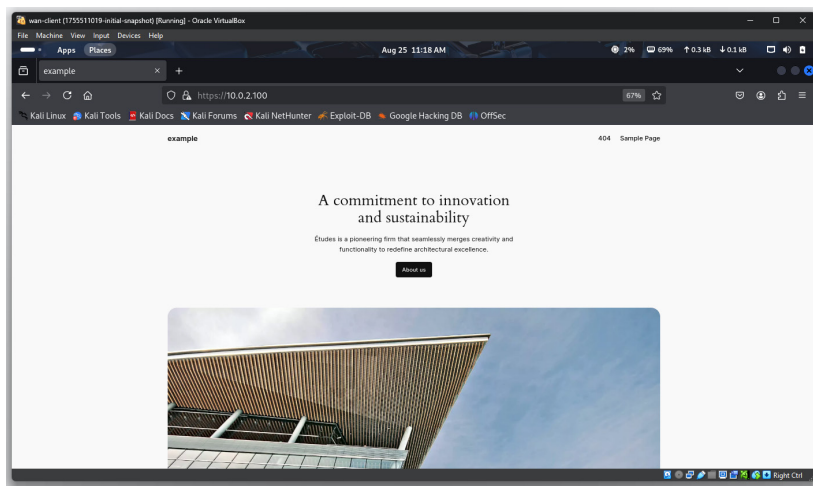 wan-client (1755511019-initial-snapshot) [Running] - Oracle VirtualBox
File Machine View Input Devices Help
Apps Places Aug 25 11:18 AM 2% 69% ↑ 0.3 kB ↓ 0.1 kB
example
https://10.0.2.100 67%
Kali Linux Kali Tools Kali Docs Kali Forums Kali NetHunter Exploit-DB Google Hacking DB OffSec
example 404 Sample Page
A commitment to innovation
and sustainability
Études is a pioneering firm that seamlessly merges creativity and
functionality to redefine architectural excellence.
About us
Right Ctrl